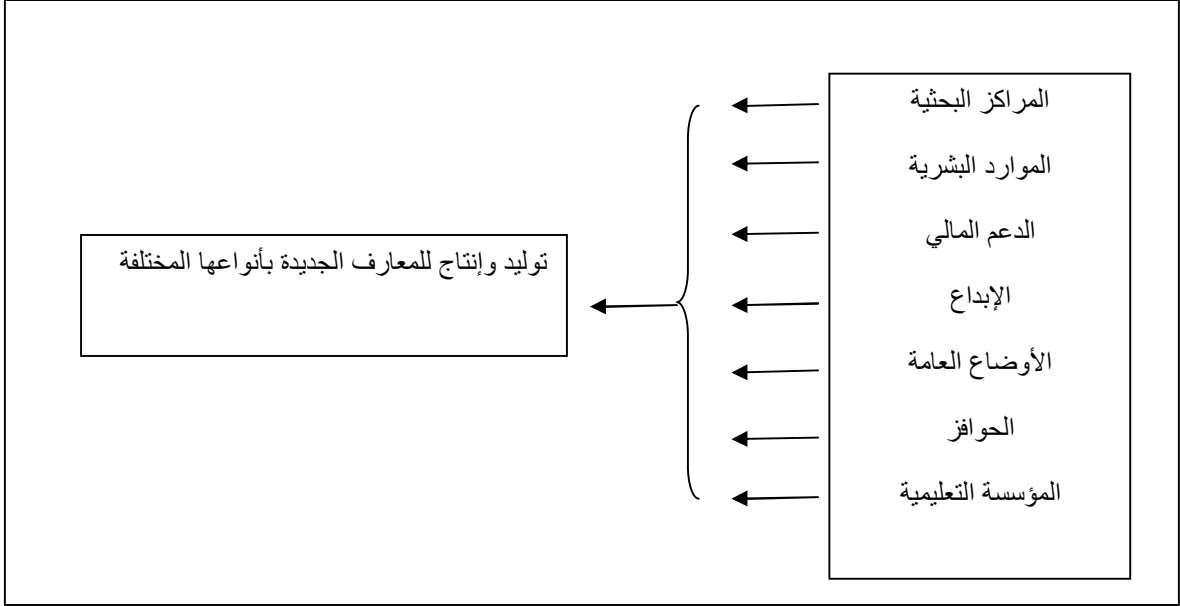 المراكز البحثية
الموارد البشرية
الدعم المالي
الإبداع
الأوضاع العامة
الحوافز
المؤسسة التعليمية
توليد وإنتاج للمعارف الجديدة بأنواعها المختلفة